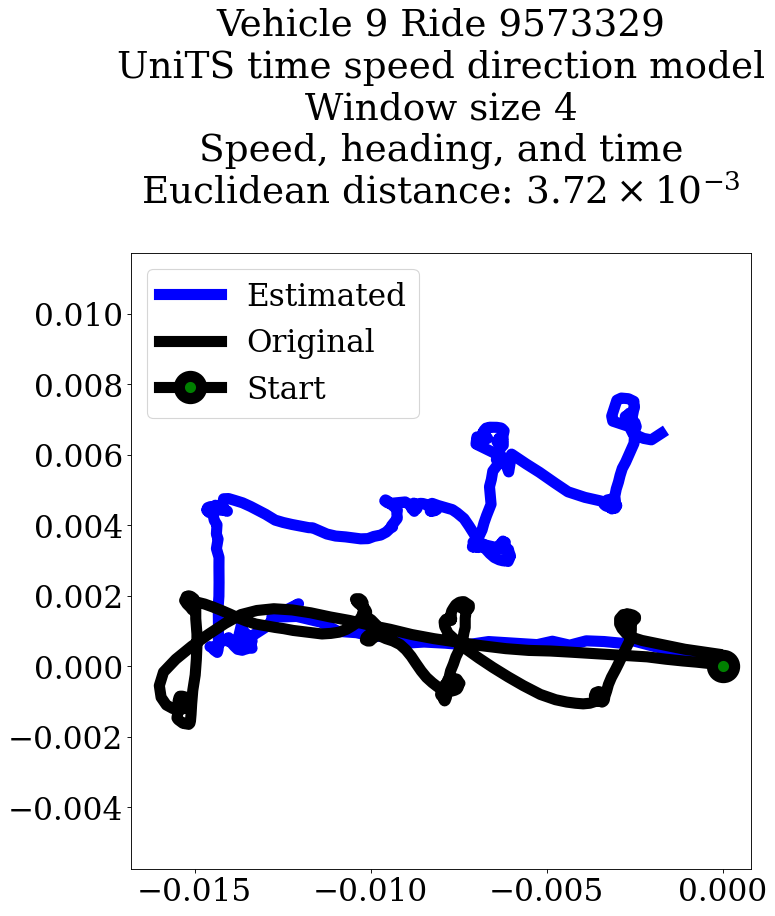 Vehicle 9 Ride 9573329
UniTS time speed direction model
Window size 4
Speed, heading, and time
Euclidean distance: 3.72 × 10⁻³
Estimated
Original
Start
0.010
0.008
0.006
0.004
0.002
0.000
−0.002
−0.004
−0.015 −0.010 −0.005 0.000